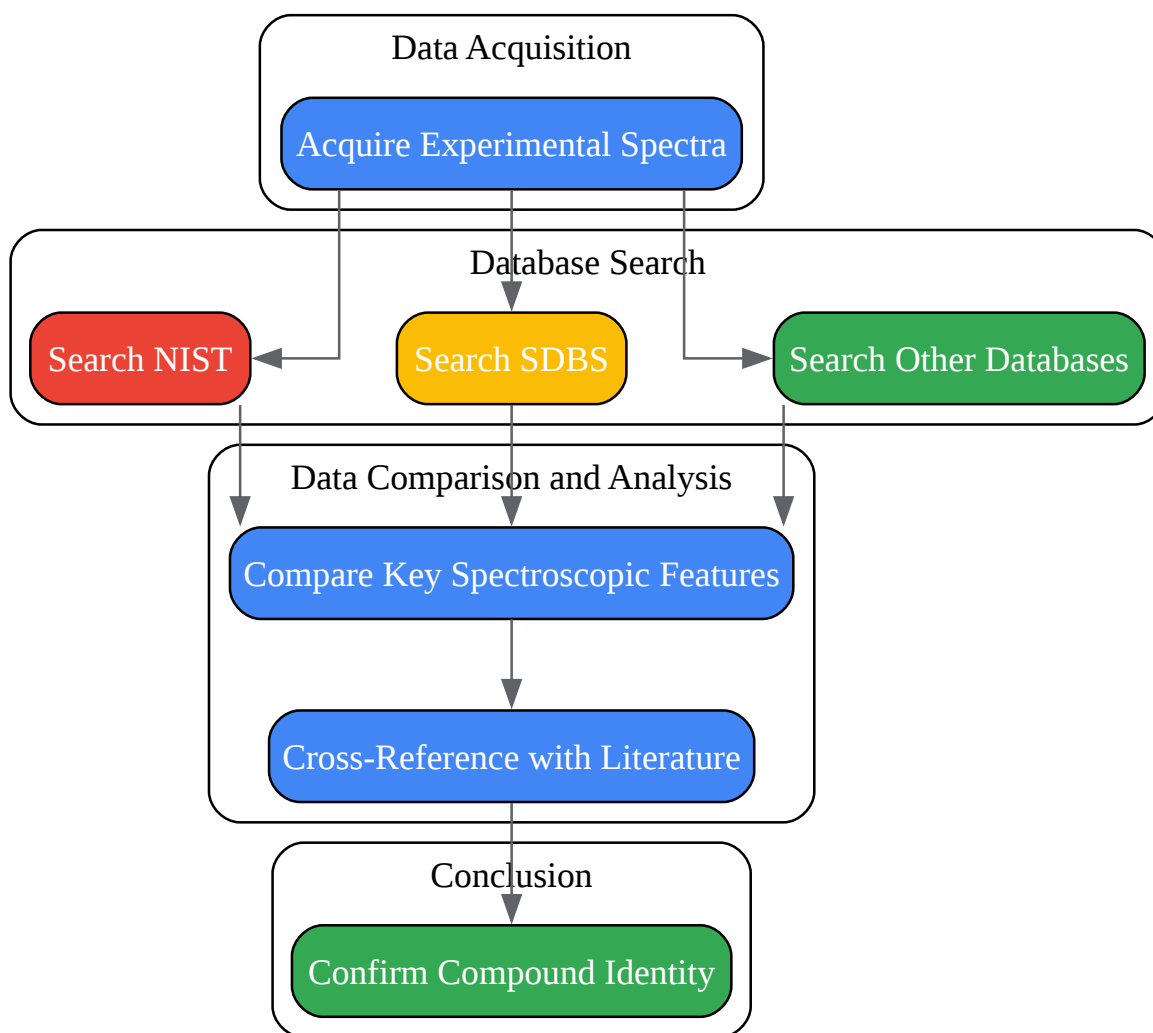 Data Acquisition
Acquire Experimental Spectra
Database Search
Search NIST
Search SDBS
Search Other Databases
Data Comparison and Analysis
Compare Key Spectroscopic Features
Cross-Reference with Literature
Conclusion
Confirm Compound Identity